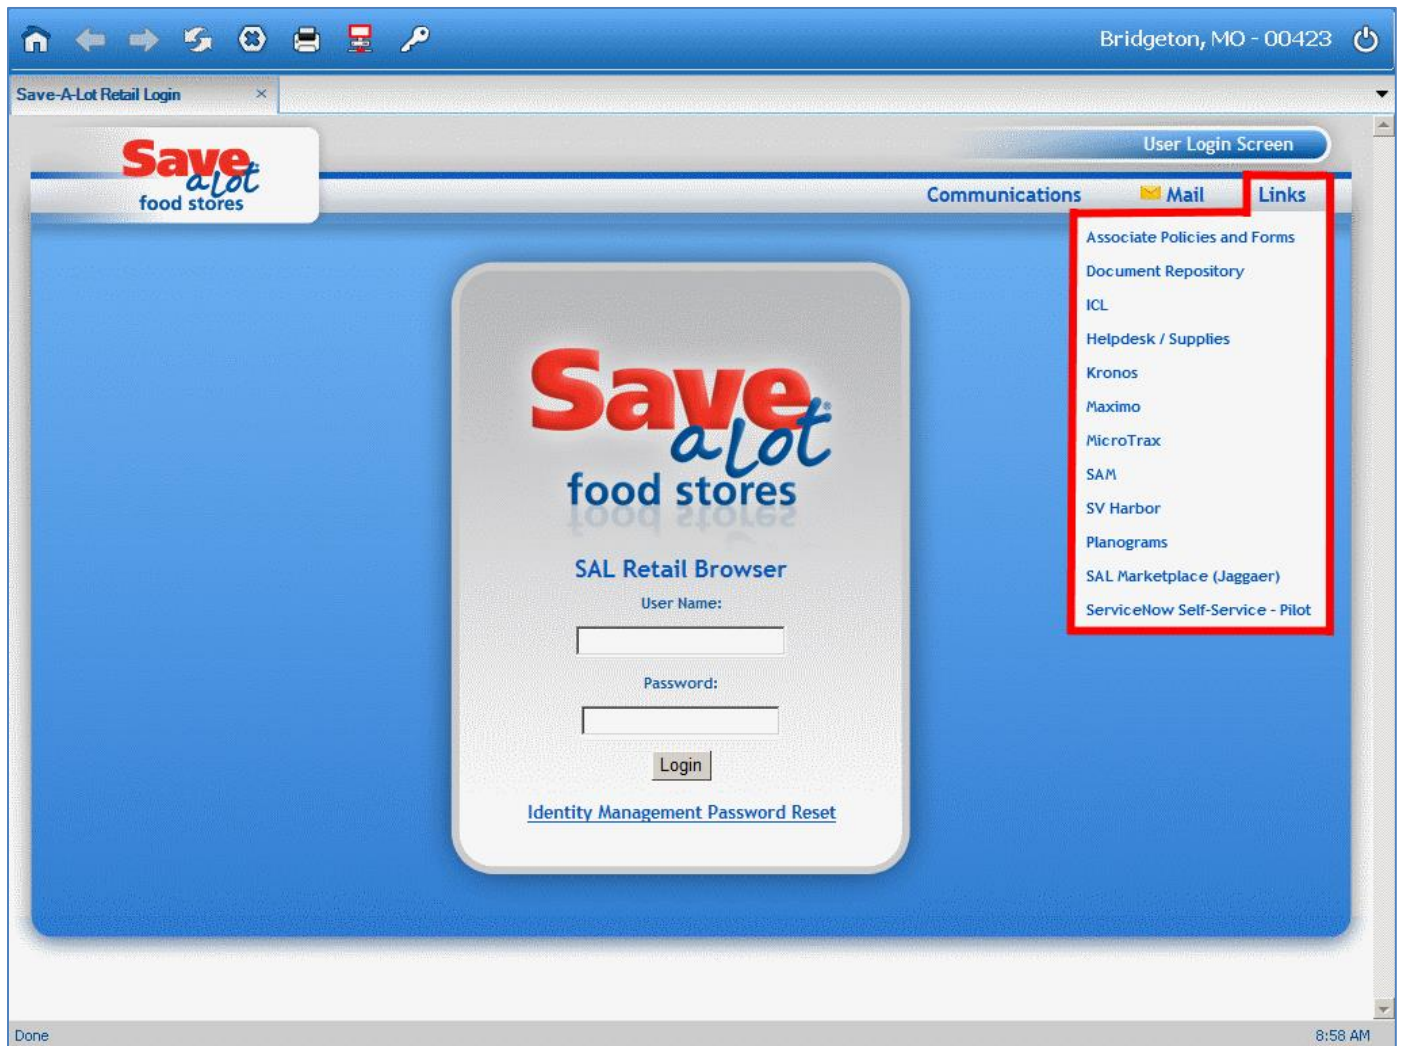 Bridgeton, MO - 00423
Save-A-Lot Retail Login
User Login Screen
Save
a lot
food stores
Communications Mail Links
Associate Policies and Forms
Document Repository
ICL
Helpdesk / Supplies
Kronos
Maximo
MicroTrax
SAM
SV Harbor
Planograms
SAL Marketplace (Jaggaer)
ServiceNow Self-Service - Pilot
Save
a lot®
food stores
SAL Retail Browser
User Name:
Password:
Login
Identity Management Password Reset
Done 8:58 AM